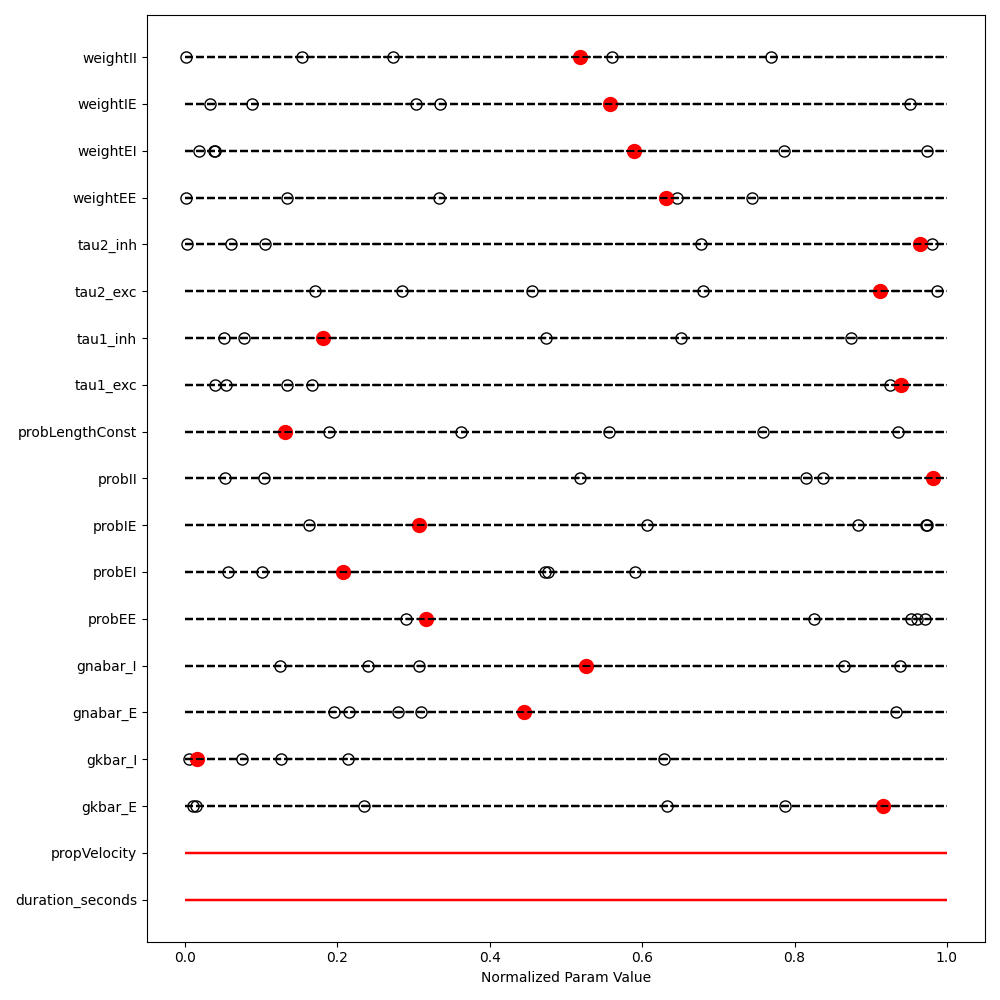 weightII
weightIE
weightEI
weightEE
tau2_inh
tau2_exc
tau1_inh
tau1_exc
probLengthConst
probII
probIE
probEI
probEE
gnabar_I
gnabar_E
gkbar_I
gkbar_E
propVelocity
duration_seconds
0.0 0.2 0.4 0.6 0.8 1.0
Normalized Param Value